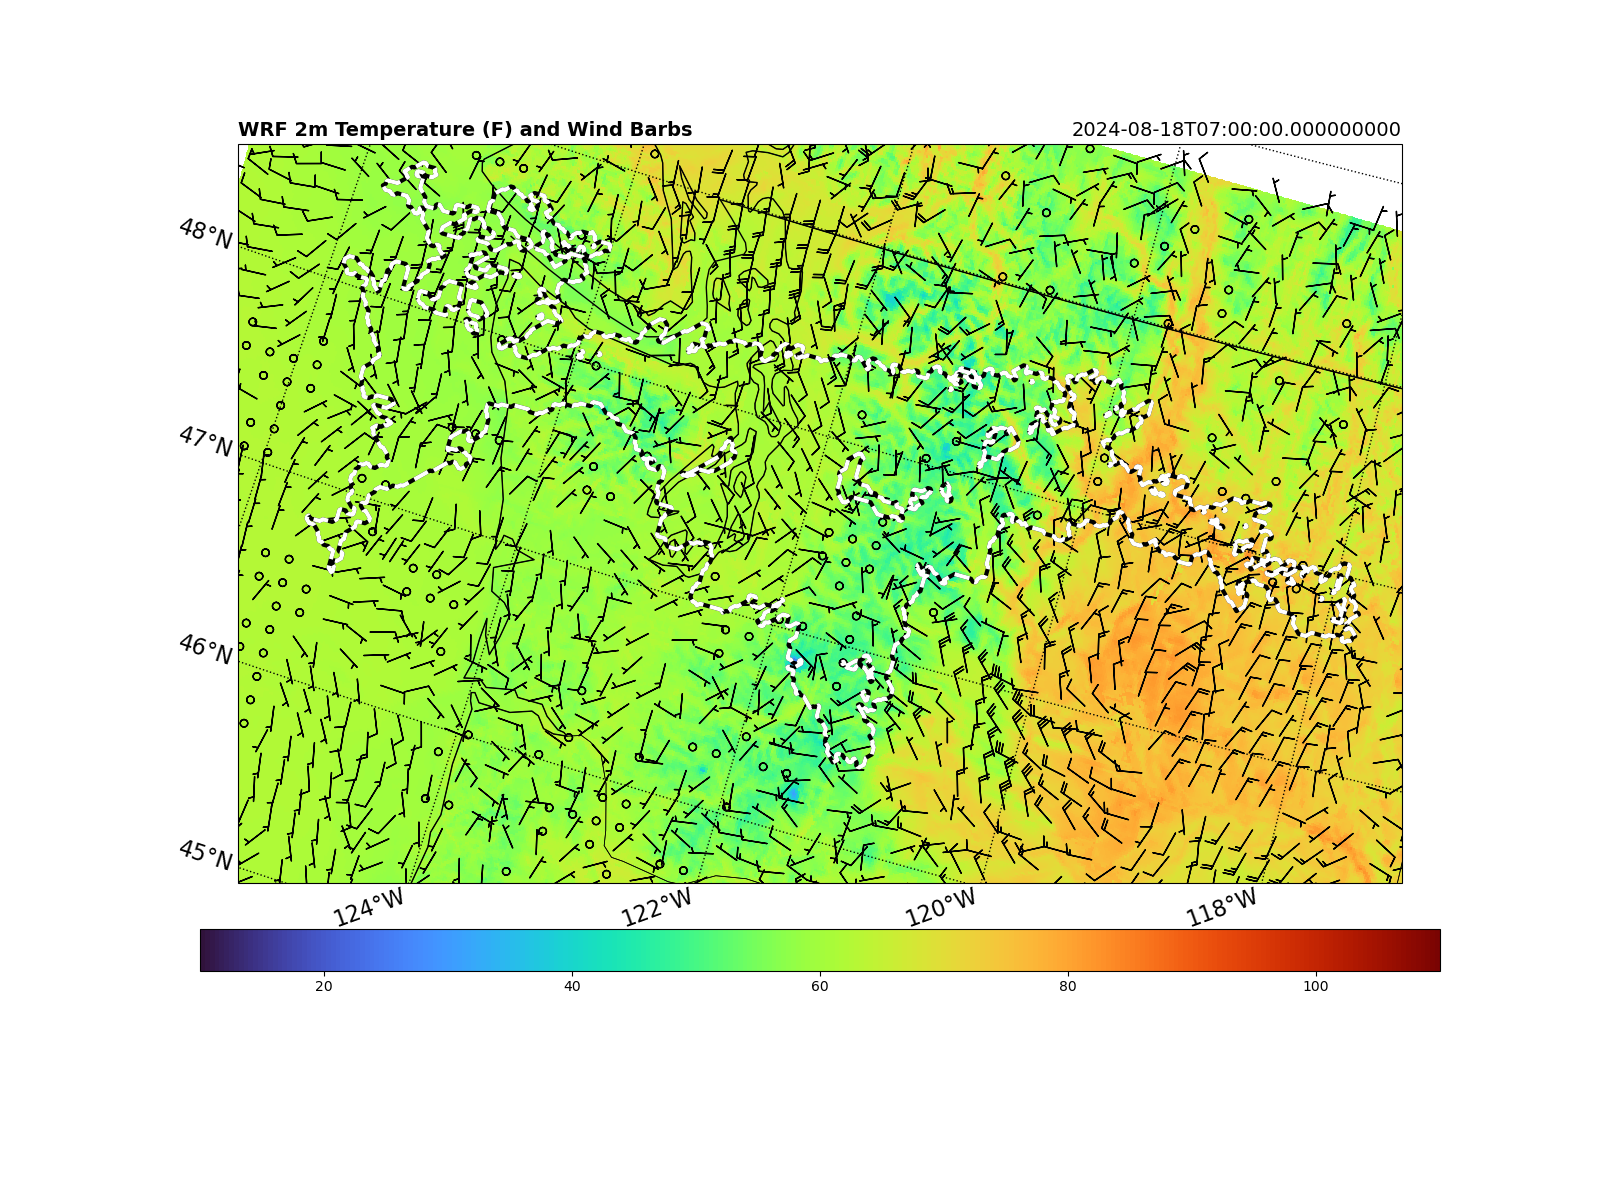 WRF 2m Temperature (F) and Wind Barbs
2024-08-18T07:00:00.000000000
48°N
47°N
46°N
45°N
124°W
122°W
120°W
118°W
20
40
60
80
100